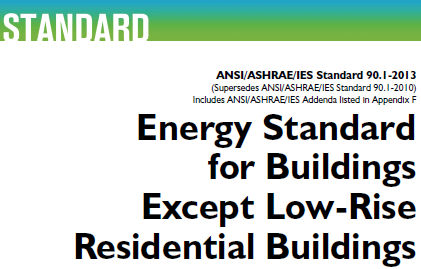 STANDARD
ANSI/ASHRAE/IES Standard 90.1-2013
(Supersedes ANSI/ASHRAE/IES Standard 90.1-2010)
Includes ANSI/ASHRAE/IES Addenda listed in Appendix F
Energy Standard
for Buildings
Except Low-Rise
Residential Buildings